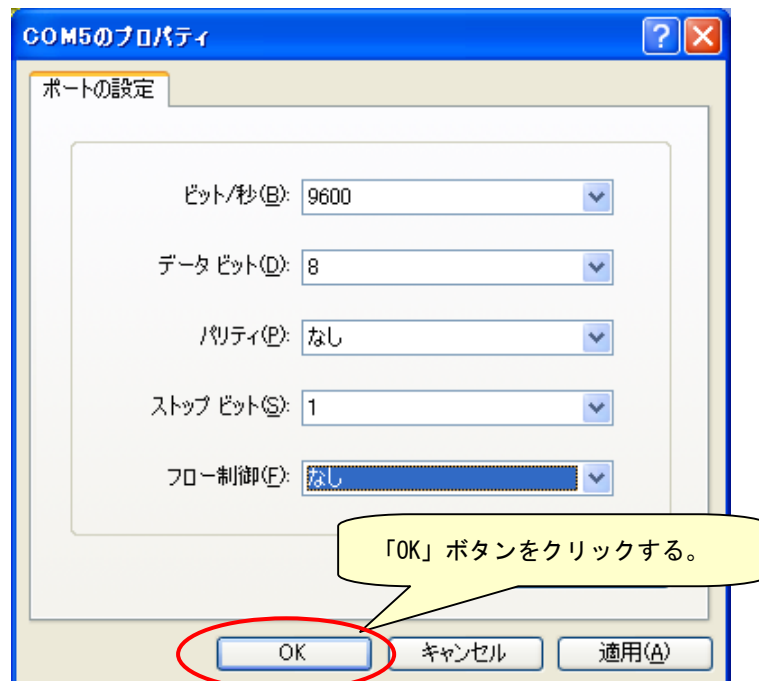 COM5のプロパティ
ポートの設定
ビット/秒(B): 9600
データ ビット(D): 8
パリティ(P): なし
ストップ ビット(S): 1
フロー制御(F): なし
「OK」ボタンをクリックする。
OK キャンセル 適用(A)